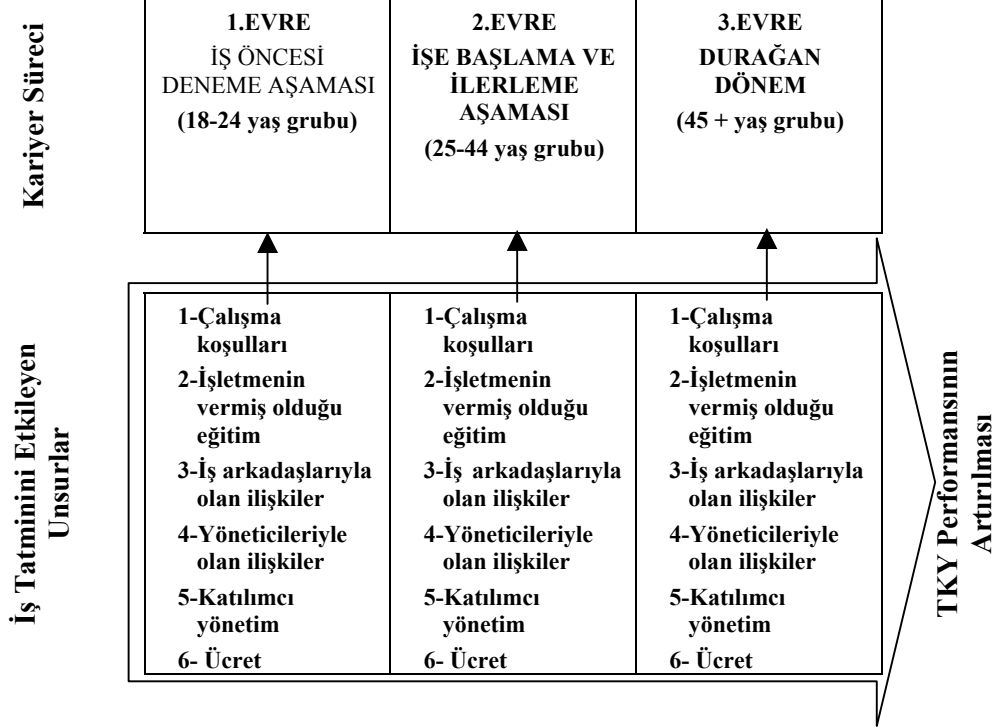 Kariyer Süreci
1.EVRE
İŞ ÖNCESİ
DENEME AŞAMASI
(18-24 yaş grubu)
2.EVRE
İŞE BAŞLAMA VE
İLERLEME
AŞAMASI
(25-44 yaş grubu)
3.EVRE
DURAĞAN
DÖNEM
(45 + yaş grubu)
İş Tatminini Etkileyen
Unsurlar
1-Çalışma
koşulları
2-İşletmenin
vermiş olduğu
eğitim
3-İş arkadaşlarıyla
olan ilişkiler
4-Yöneticileriyle
olan ilişkiler
5-Katılımcı
yönetim
6- Ücret
1-Çalışma
koşulları
2-İşletmenin
vermiş olduğu
eğitim
3-İş arkadaşlarıyla
olan ilişkiler
4-Yöneticileriyle
olan ilişkiler
5-Katılımcı
yönetim
6- Ücret
1-Çalışma
koşulları
2-İşletmenin
vermiş olduğu
eğitim
3-İş arkadaşlarıyla
olan ilişkiler
4-Yöneticileriyle
olan ilişkiler
5-Katılımcı
yönetim
6- Ücret
TKY Performansının
Artırılması